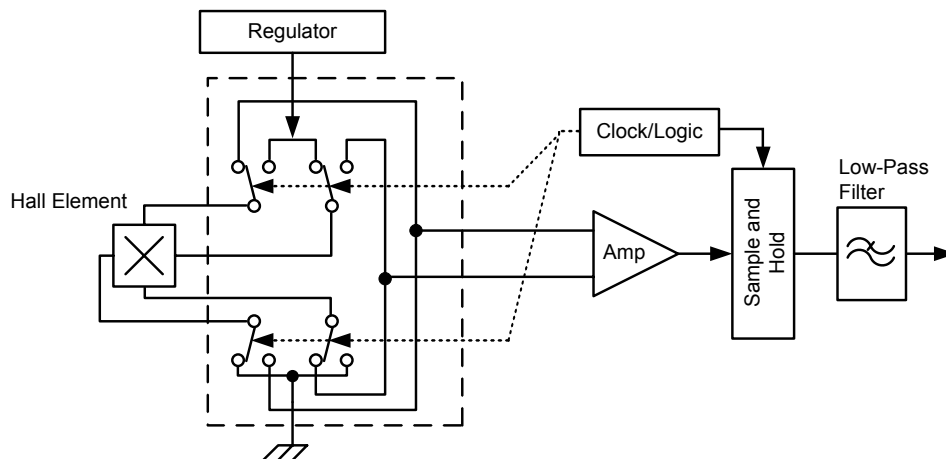 Regulator
Clock/Logic
Low-Pass
Filter
Hall Element
Amp
Sample and
Hold